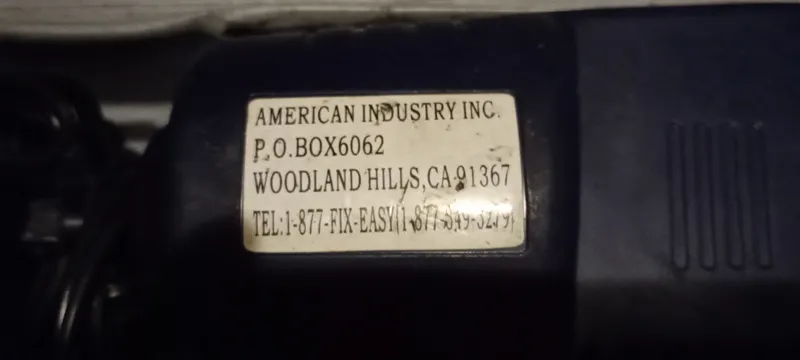 AMERICAN INDUSTRY INC.
P.O.BOX6062
WOODLAND HILLS,CA 91367
TEL:1-877-FIX-EASY(1-877-349-3279)